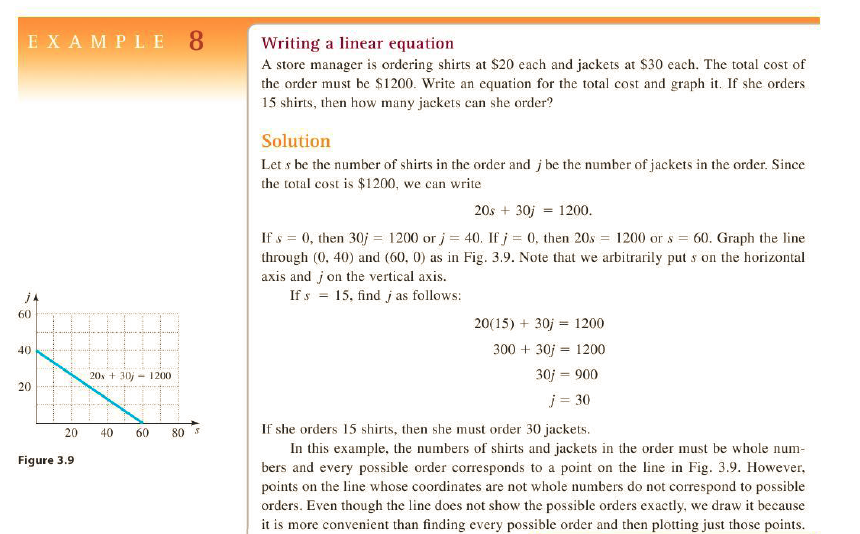 EXAMPLE 8
Writing a linear equation
A store manager is ordering shirts at $20 each and jackets at $30 each. The total cost of
the order must be $1200. Write an equation for the total cost and graph it. If she orders
15 shirts, then how many jackets can she order?
Solution
Let s be the number of shirts in the order and j be the number of jackets in the order. Since
the total cost is $1200, we can write
20s + 30j = 1200.
If s = 0, then 30j = 1200 or j = 40. If j = 0, then 20s = 1200 or s = 60. Graph the line
through (0, 40) and (60, 0) as in Fig. 3.9. Note that we arbitrarily put s on the horizontal
axis and j on the vertical axis.
If s = 15, find j as follows:
20(15) + 30j = 1200
300 + 30j = 1200
30j = 900
j = 30
If she orders 15 shirts, then she must order 30 jackets.
In this example, the numbers of shirts and jackets in the order must be whole num-
bers and every possible order corresponds to a point on the line in Fig. 3.9. However,
points on the line whose coordinates are not whole numbers do not correspond to possible
orders. Even though the line does not show the possible orders exactly, we draw it because
it is more convenient than finding every possible order and then plotting just those points.
j
60
40
20s + 30j = 1200
20
20 40 60 80 s
Figure 3.9